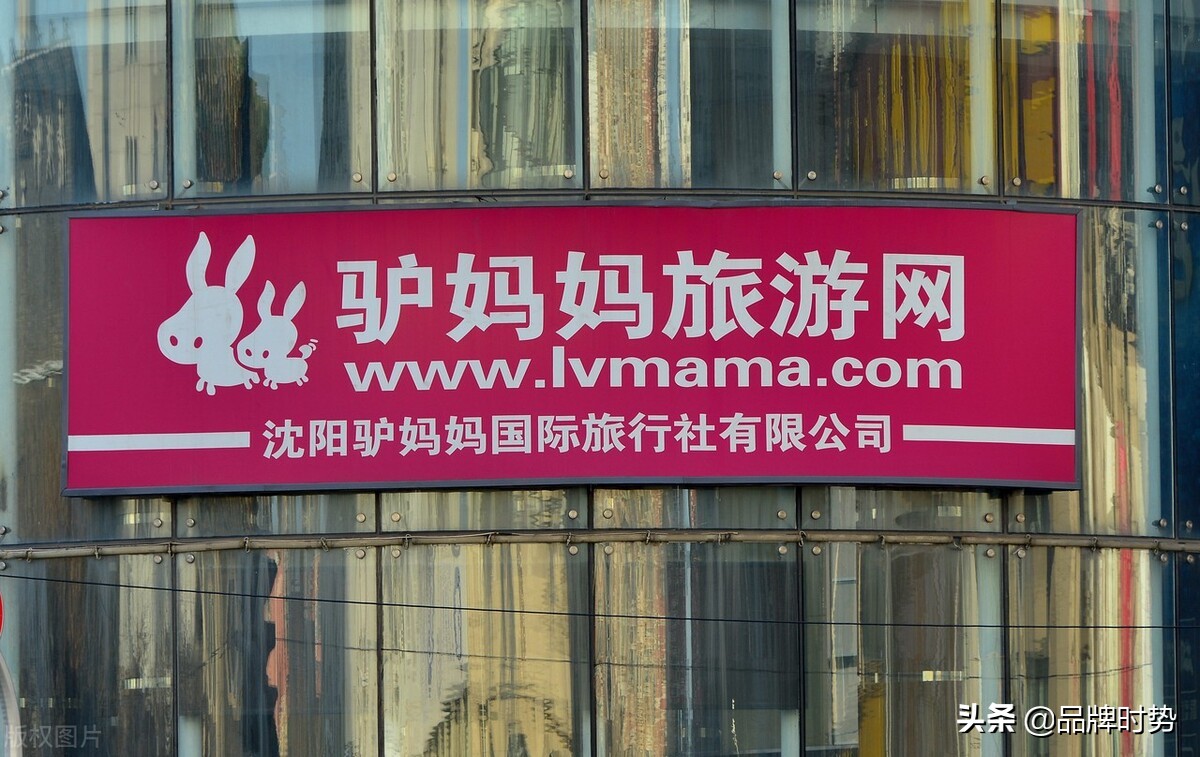 驴妈妈旅游网
www.lvmama.com
沈阳驴妈妈国际旅行社有限公司
头条 @品牌时势
版权图片